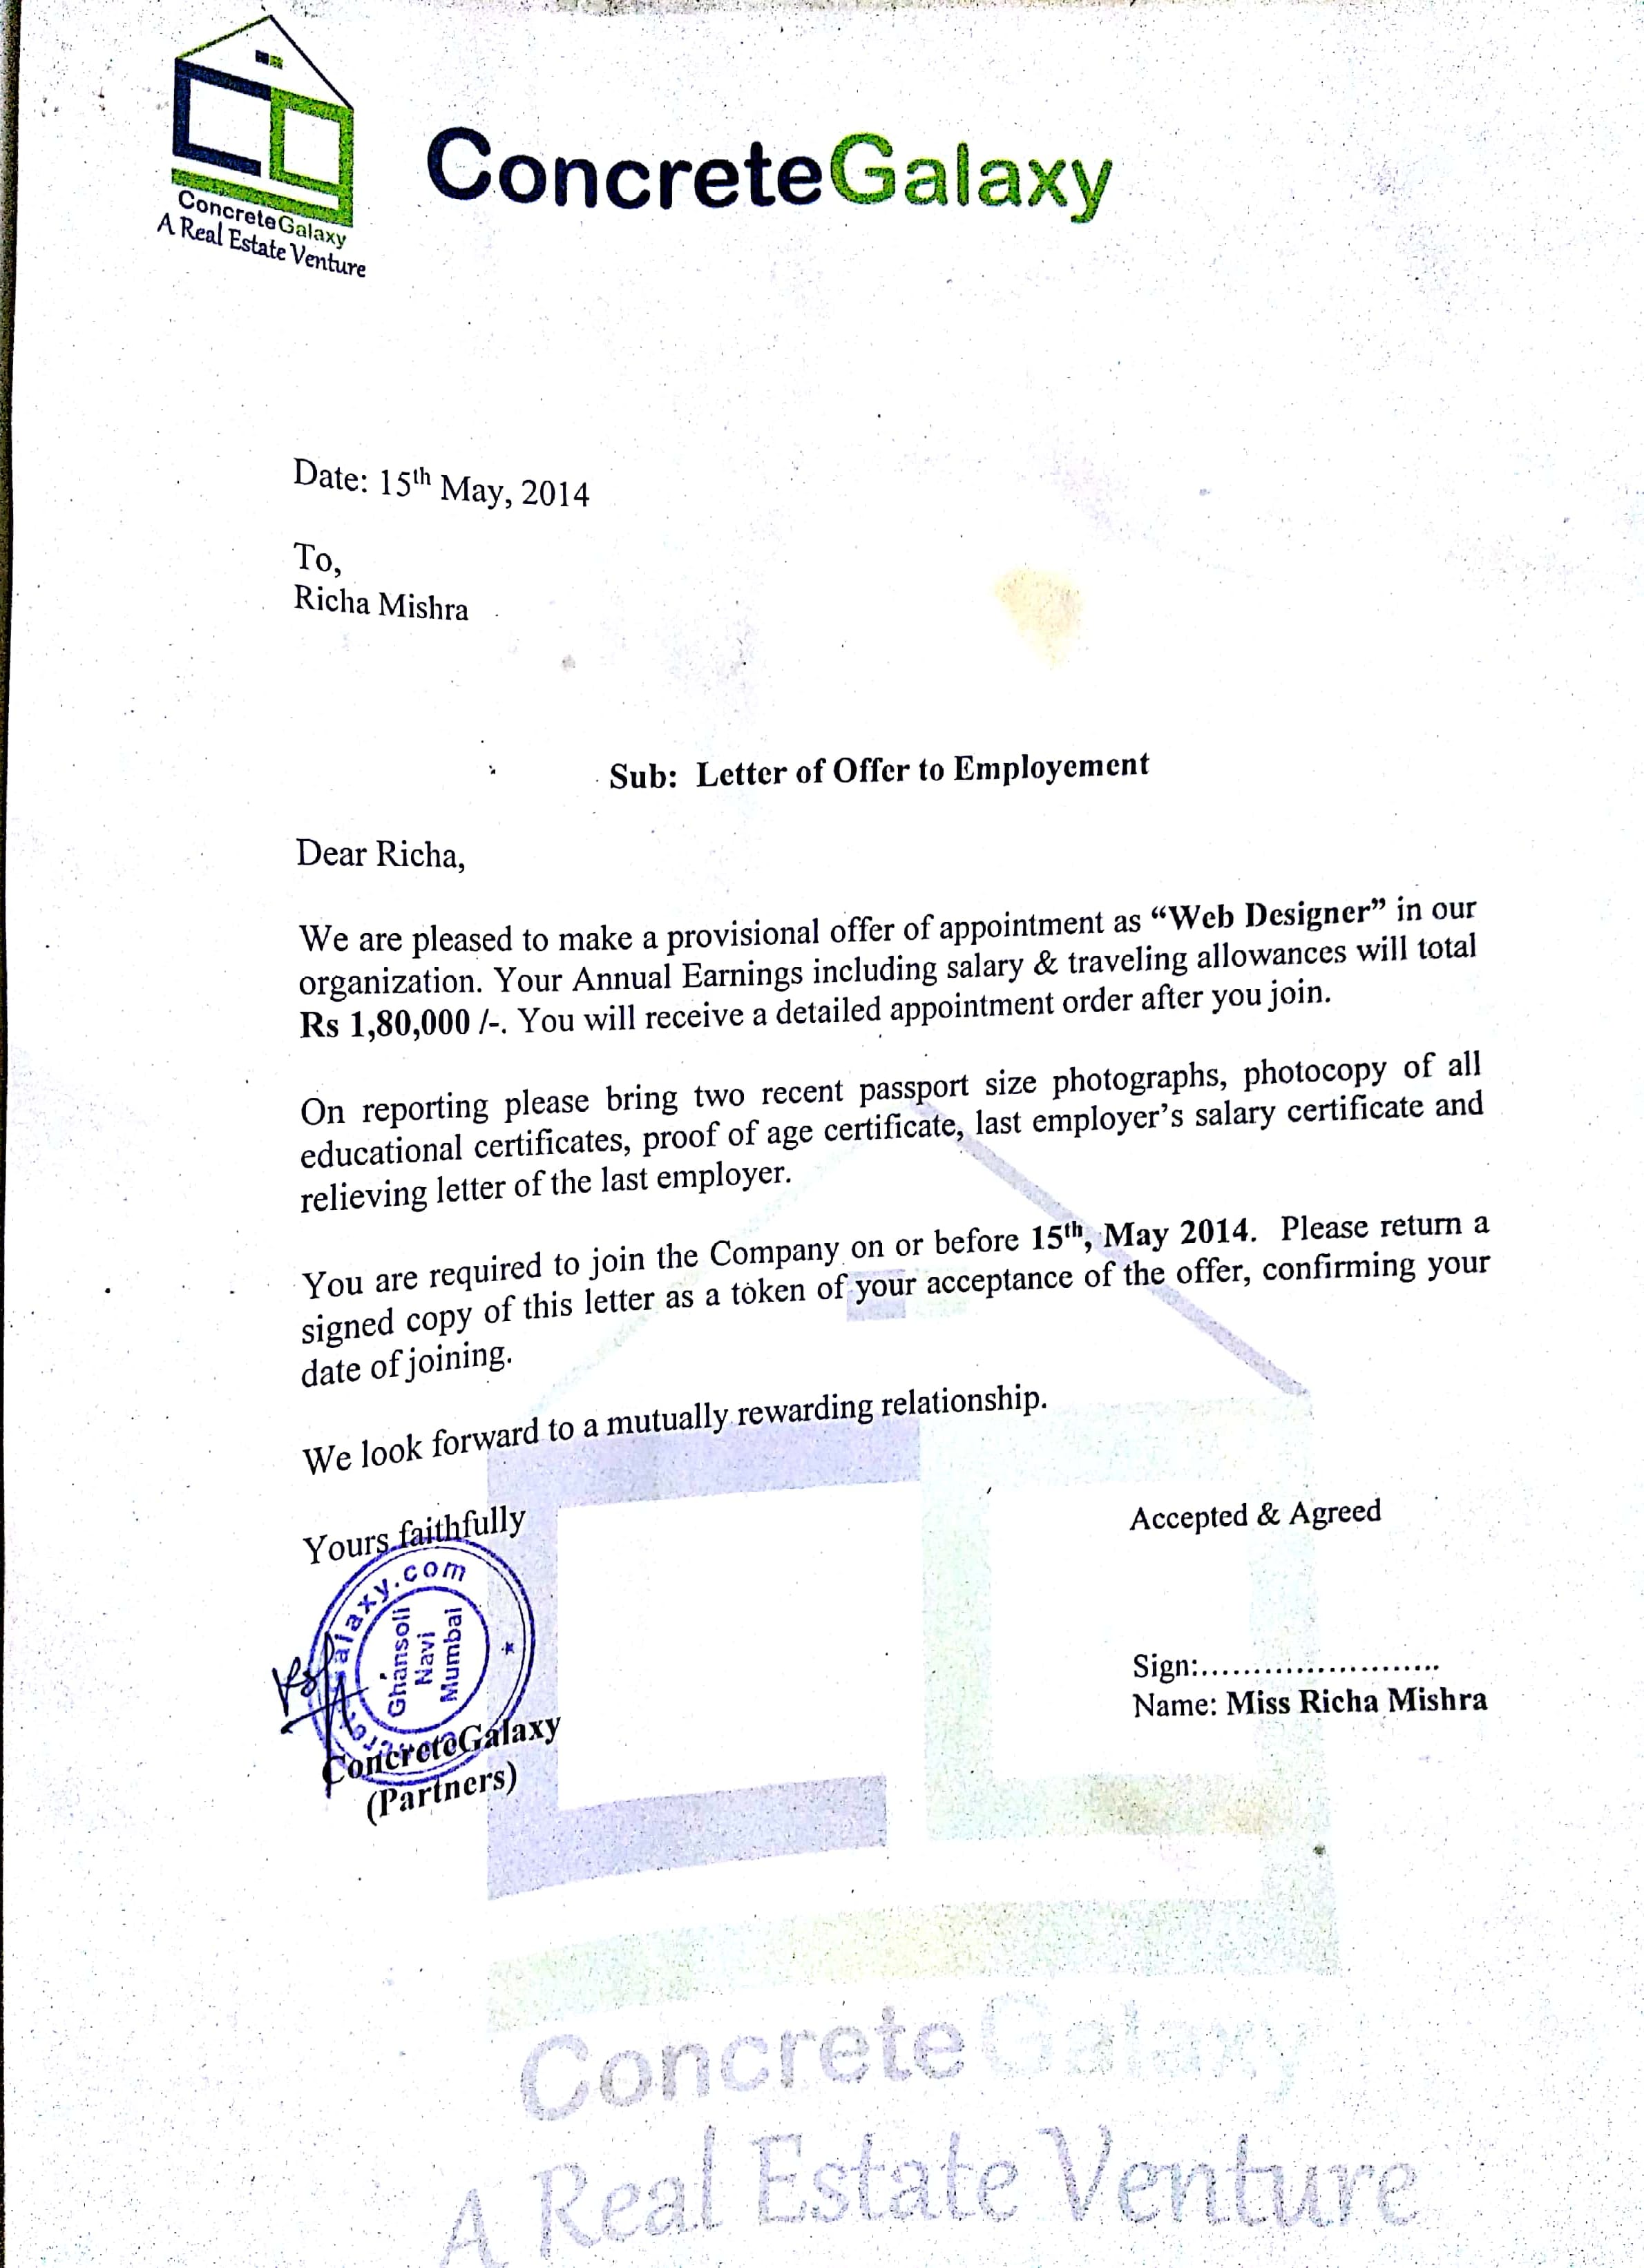 ConcreteGalaxy
A Real Estate Venture
ConcreteGalaxy
Date: 15th May, 2014
To,
Richa Mishra
Sub: Letter of Offer to Employement
Dear Richa,
We are pleased to make a provisional offer of appointment as “Web Designer” in our
organization. Your Annual Earnings including salary & traveling allowances will total
Rs 1,80,000 /-. You will receive a detailed appointment order after you join.
On reporting please bring two recent passport size photographs, photocopy of all
educational certificates, proof of age certificate, last employer’s salary certificate and
relieving letter of the last employer.
You are required to join the Company on or before 15th, May 2014. Please return a
signed copy of this letter as a token of your acceptance of the offer, confirming your
date of joining.
We look forward to a mutually rewarding relationship.
Yours faithfully
Ghansoli
Navi
Mumbai
ConcreteGalaxy
(Partners)
Accepted & Agreed
Sign:.......................
Name: Miss Richa Mishra
Concrete Galaxy
A Real Estate Venture